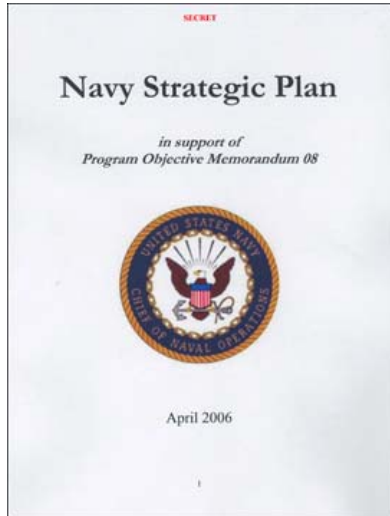 SECRET
Navy Strategic Plan
in support of
Program Objective Memorandum 08
UNITED STATES NAVY
CHIEF OF NAVAL OPERATIONS
April 2006
1